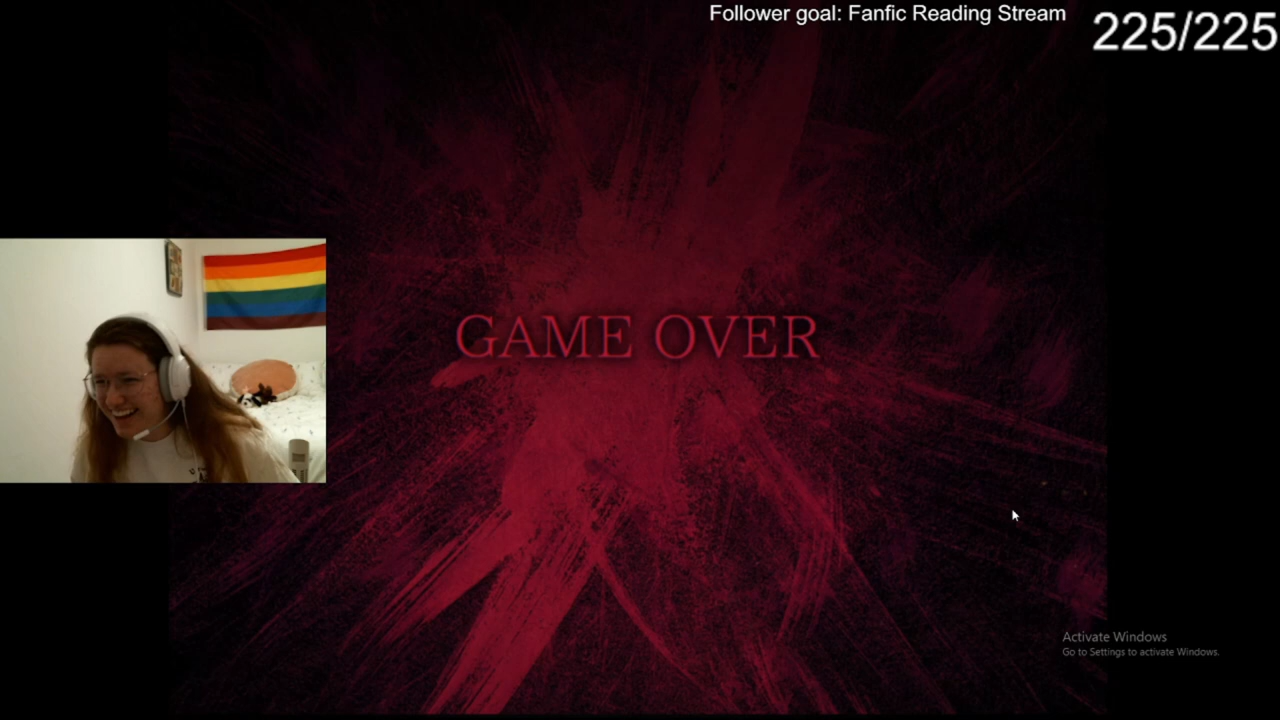 Follower goal: Fanfic Reading Stream
225/225
GAME OVER
Activate Windows
Go to Settings to activate Windows.